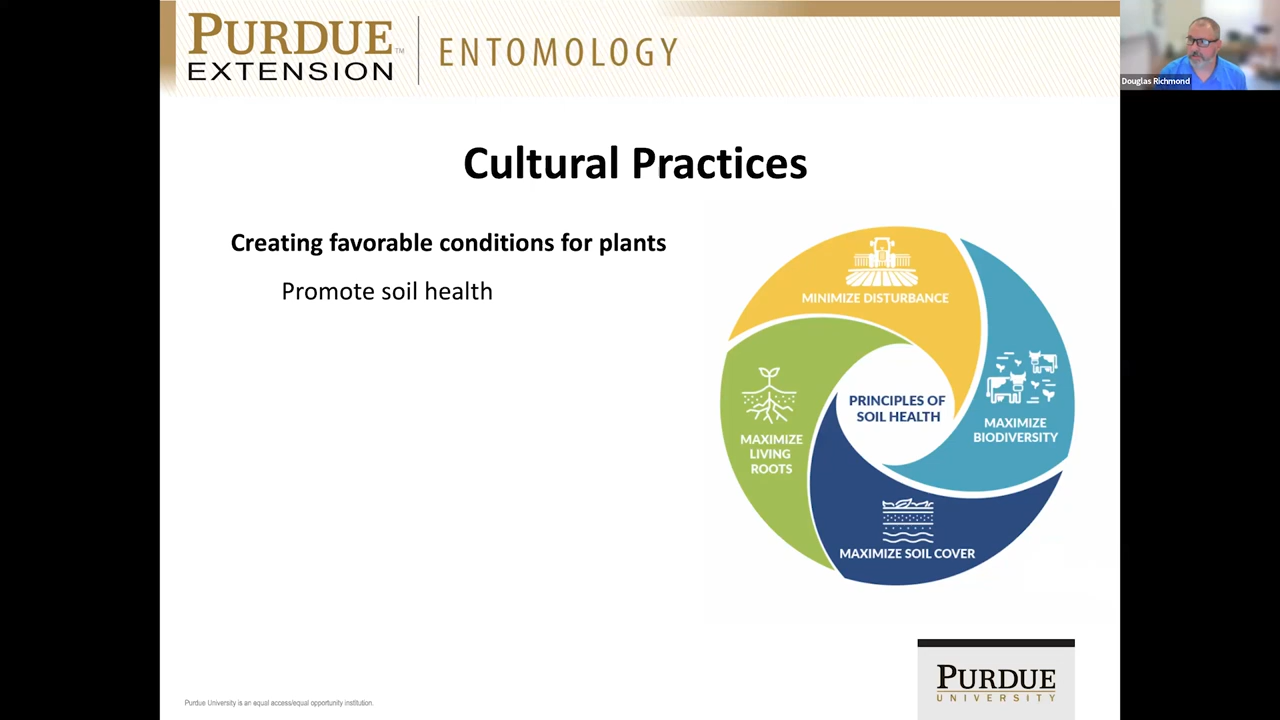 PURDUE™
EXTENSION
ENTOMOLOGY
Douglas Richmond
Cultural Practices
Creating favorable conditions for plants
Promote soil health
MINIMIZE DISTURBANCE
MAXIMIZE
BIODIVERSITY
PRINCIPLES OF
SOIL HEALTH
MAXIMIZE
LIVING
ROOTS
MAXIMIZE SOIL COVER
PURDUE
UNIVERSITY
Purdue University is an equal access/equal opportunity institution.